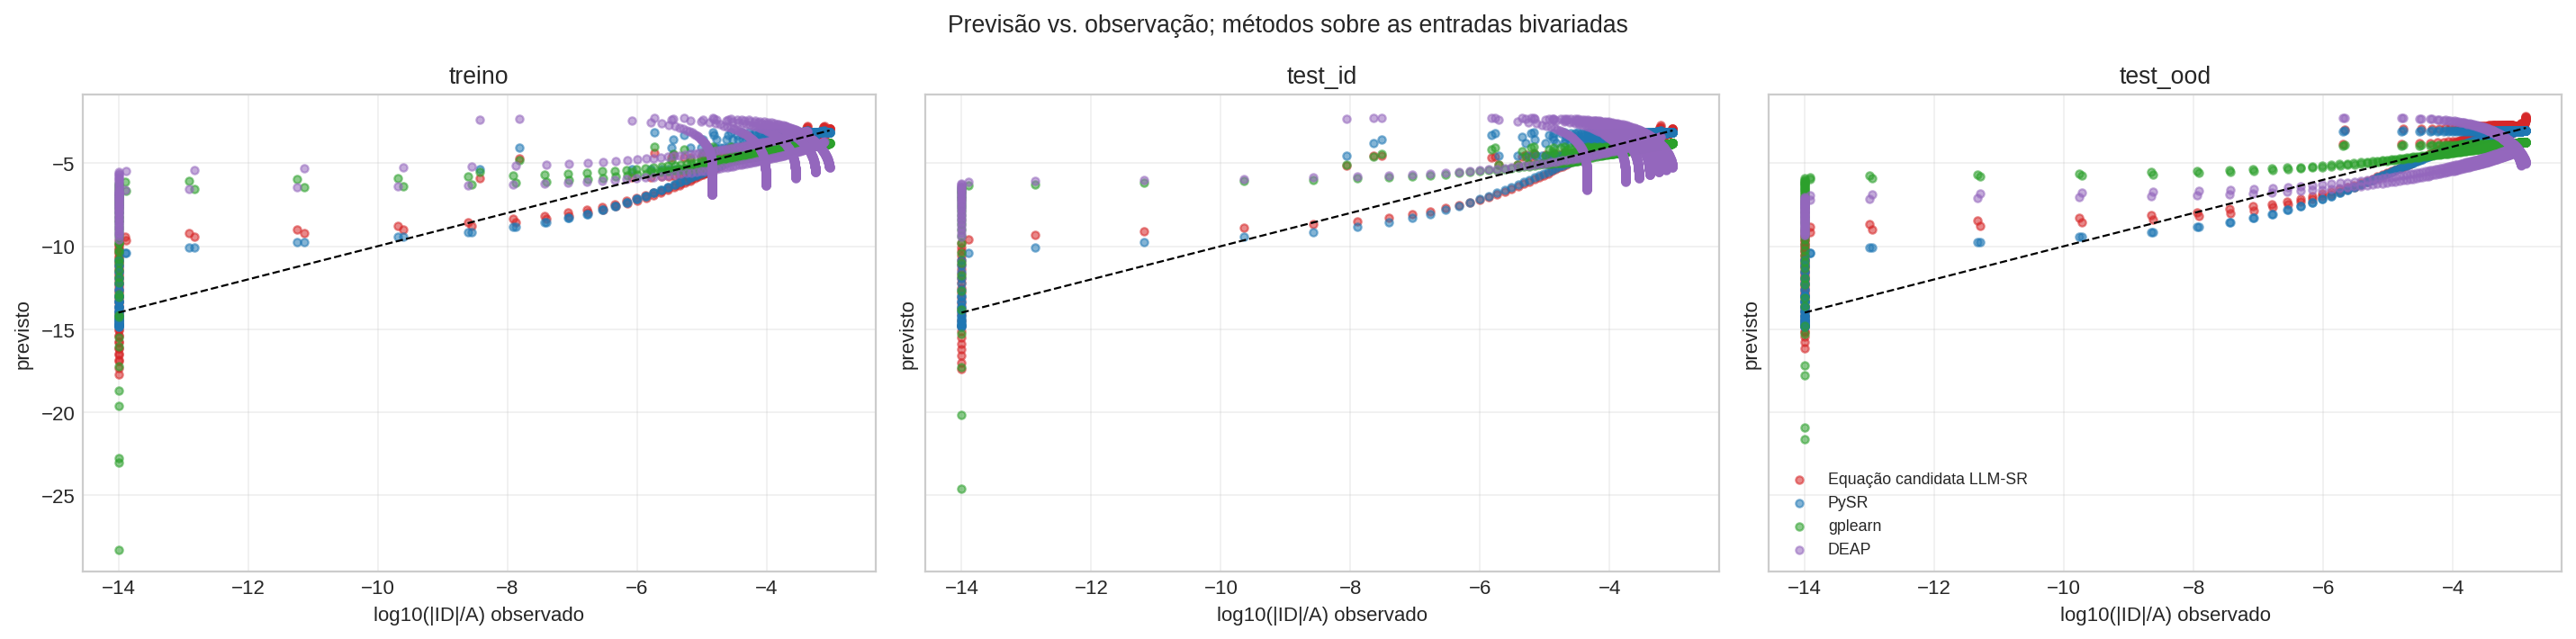 Previsão vs. observação; métodos sobre as entradas bivariadas
treino
test_id
test_ood
previsto
previsto
previsto
−5
−10
−15
−20
−25
−14
−12
−10
−8
−6
−4
−14
−12
−10
−8
−6
−4
−14
−12
−10
−8
−6
−4
log10(|ID|/A) observado
log10(|ID|/A) observado
log10(|ID|/A) observado
Equação candidata LLM-SR
PySR
gplearn
DEAP